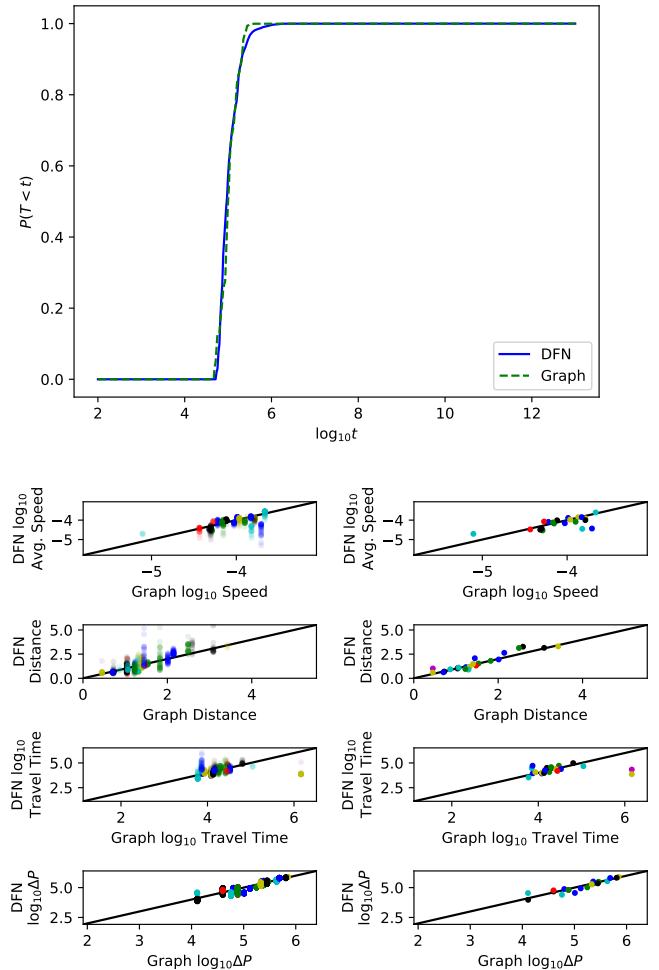 1.0
0.8
0.6
0.4
0.2
0.0
P(T < t)
2 4 6 8 10 12
log₁₀t
DFN
Graph
DFN log₁₀
Avg. Speed
−4
−5
−5 −4
Graph log₁₀ Speed
DFN log₁₀
Avg. Speed
−4
−5
−5 −4
Graph log₁₀ Speed
DFN
Distance
5.0
2.5
0.0
0 2 4
Graph Distance
DFN
Distance
5.0
2.5
0.0
0 2 4
Graph Distance
DFN log₁₀
Travel Time
5.0
2.5
2 4 6
Graph log₁₀ Travel Time
DFN log₁₀
Travel Time
5.0
2.5
2 4 6
Graph log₁₀ Travel Time
DFN
log₁₀ΔP
5.0
2.5
2 3 4 5 6
Graph log₁₀ΔP
DFN
log₁₀ΔP
5.0
2.5
2 3 4 5 6
Graph log₁₀ΔP